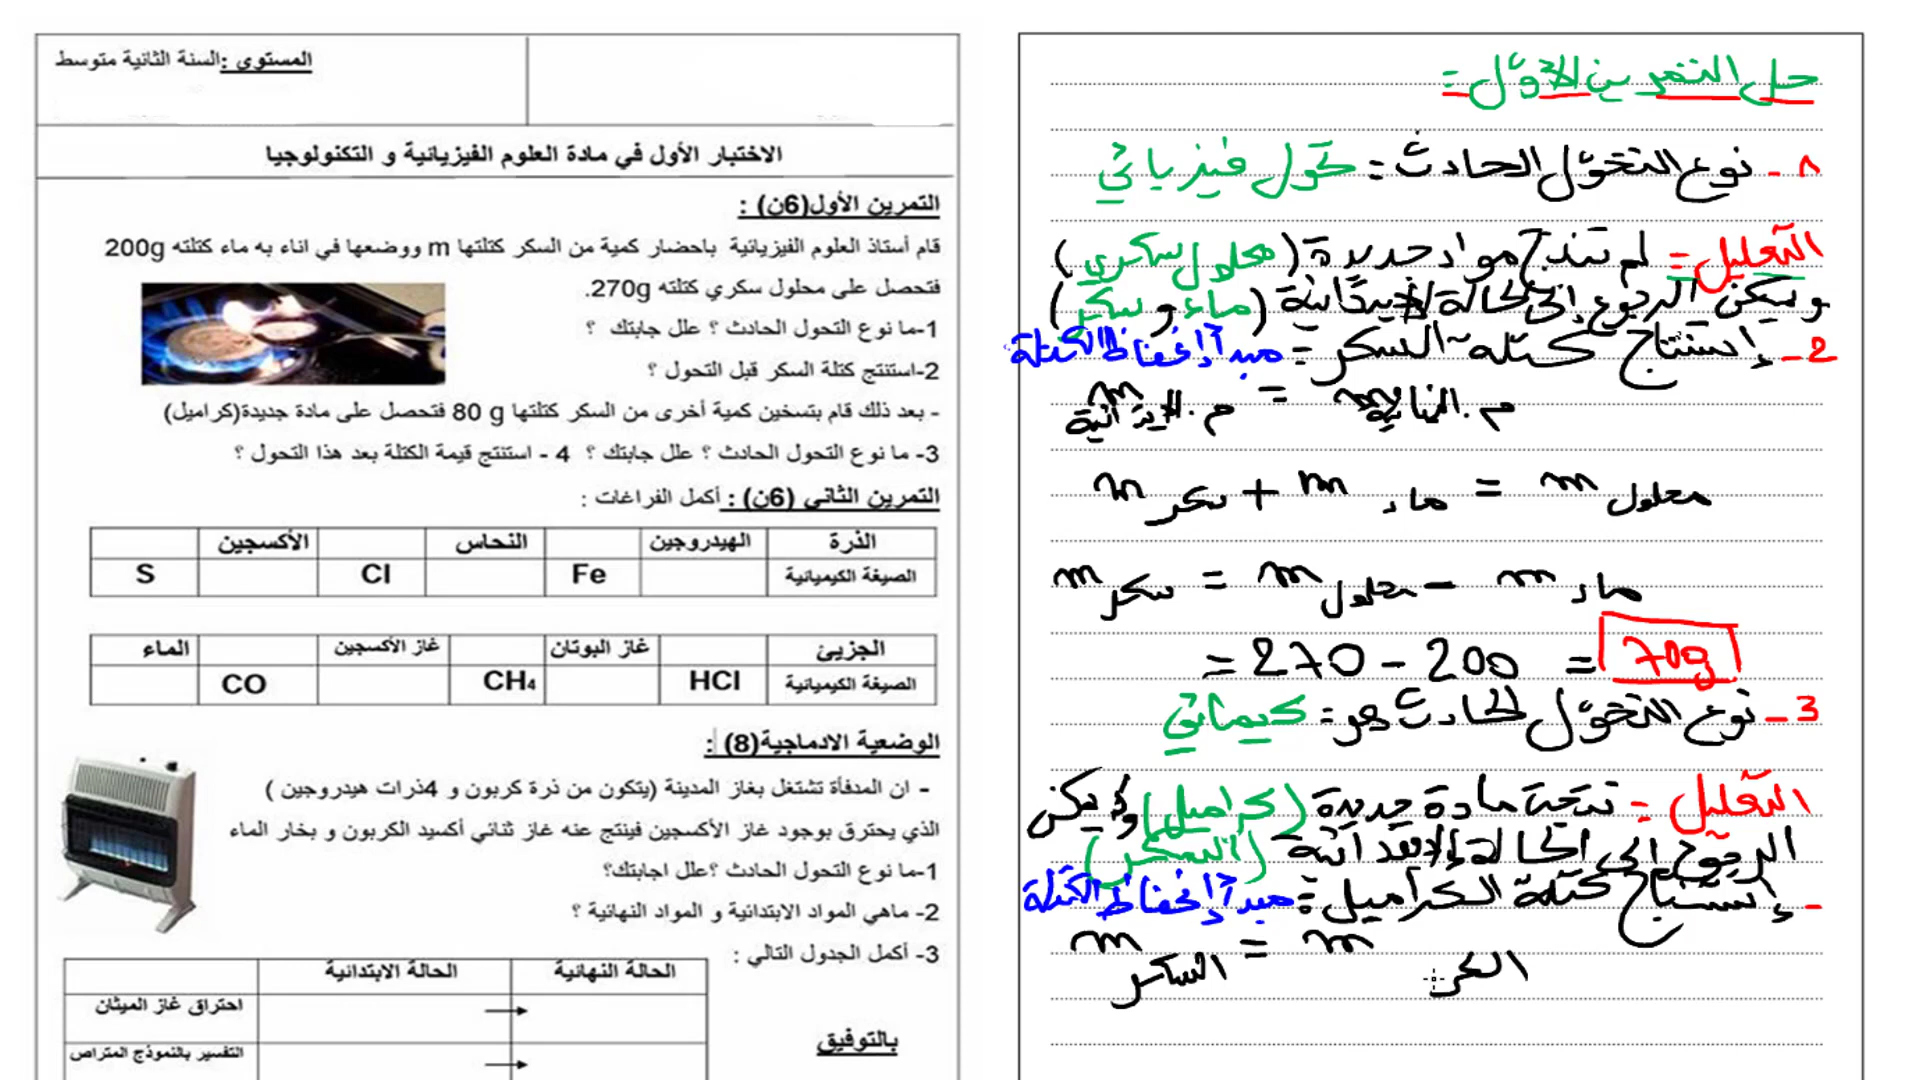 المستوى :السنة الثانية متوسط
الاختبار الأول في مادة العلوم الفيزيائية و التكنولوجيا
التمرين الأول(6ن) :
قام أستاذ العلوم الفيزيائية باحضار كمية من السكر كتلتها m ووضعها في اناء به ماء كتلته 200g
فتحصل على محلول سكري كتلته 270g.
1-ما نوع التحول الحادث ؟ علل جابتك ؟
2-استنتج كتلة السكر قبل التحول ؟
- بعد ذلك قام بتسخين كمية أخرى من السكر كتلتها 80 g فتحصل على مادة جديدة(كراميل)
3- ما نوع التحول الحادث ؟ علل جابتك ؟ 4 - استنتج قيمة الكتلة بعد هذا التحول ؟
التمرين الثاني (6ن) : أكمل الفراغات :
الذرة الهيدروجين النحاس الأكسجين
الصيغة الكيميائية Fe Cl S
الجزيئ غاز البوتان غاز الأكسجين الماء
الصيغة الكيميائية HCl CH4 CO
الوضعية الادماجية(8) :
- ان المدفأة تشتغل بغاز المدينة (يتكون من ذرة كربون و 4ذرات هيدروجين )
الذي يحترق بوجود غاز الأكسجين فينتج عنه غاز ثنائي أكسيد الكربون و بخار الماء
1-ما نوع التحول الحادث ؟علل اجابتك؟
2- ماهي المواد الابتدائية و المواد النهائية ؟
3- أكمل الجدول التالي :
الحالة النهائية الحالة الابتدائية
احتراق غاز الميثان →
التفسير بالنموذج المتراص →
بالتوفيق
حل التمرين الأول =
1- نوع التحوّل الحادث = تحول فيزيائي
التعليل = لم تنتج مواد جديدة (محلول سكري)
ويمكن الرجوع إلى الحالة الابتدائية (ماء و سكر)
2- إستنتاج كتلة السكر = مبدأ إنحفاظ الكتلة
m م.الابتدائية = m م.النهائية
m سكر + m ماء = m محلول
m سكر = m محلول - m ماء
= 270 - 200 = 70g
3- نوع التحوّل الحادث هو = كيميائي
التعليل = نتجت مادة جديدة (كراميل) ولا يمكن
الرجوع إلى الحالة الابتدائية (السكر)
- إستنتاج كتلة الكراميل = مبدأ إنحفاظ الكتلة
m السكر = m الكر